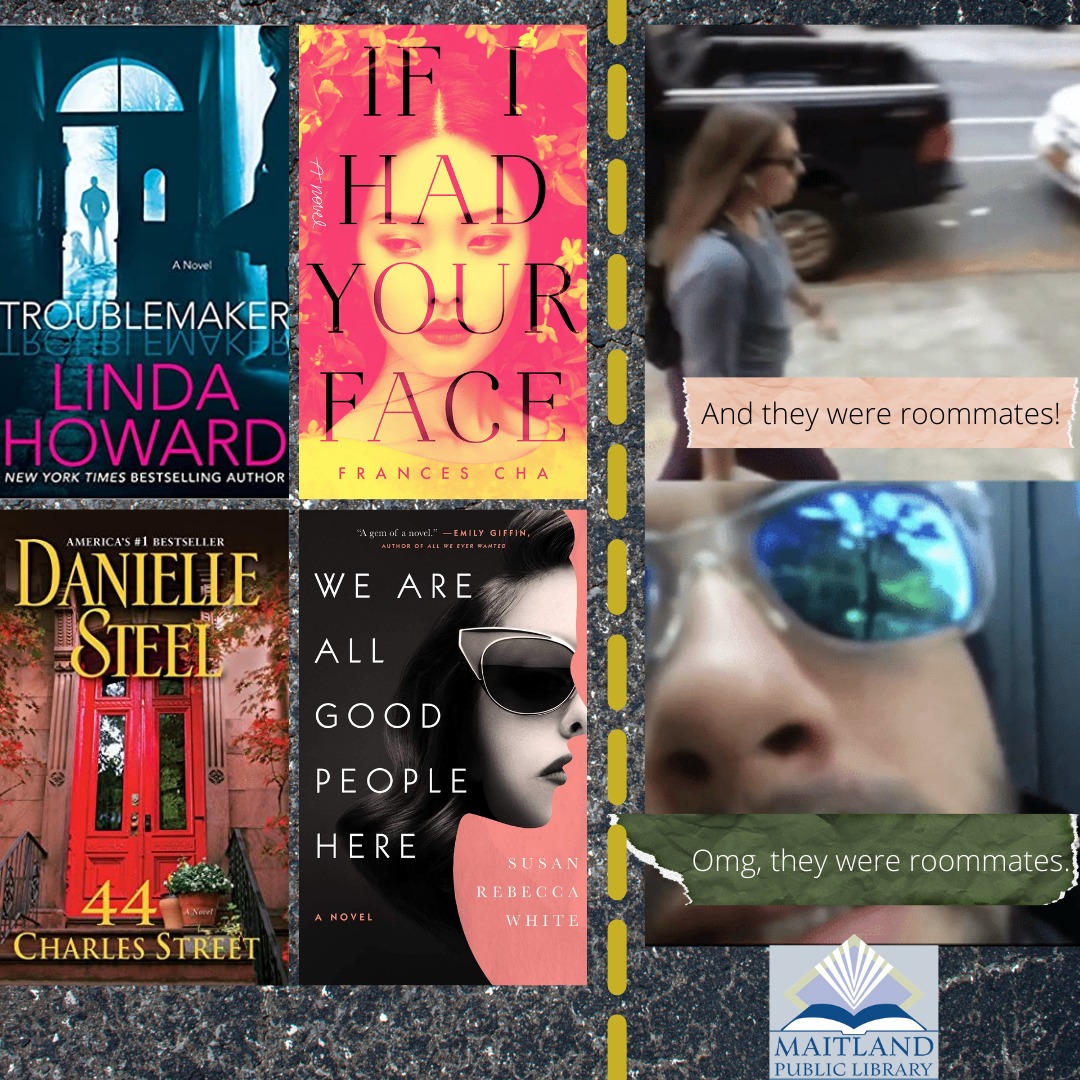 A Novel
TROUBLEMAKER
LINDA
HOWARD
NEW YORK TIMES BESTSELLING AUTHOR
IF I
HAD
A novel
YOUR
FACE
FRANCES CHA
AMERICA'S #1 BESTSELLER
DANIELLE
STEEL
44
A Novel
CHARLES STREET
"A gem of a novel." —EMILY GIFFIN,
AUTHOR OF ALL WE EVER WANTED
WE ARE
ALL
GOOD
PEOPLE
HERE
SUSAN
REBECCA
WHITE
A NOVEL
And they were roommates!
Omg, they were roommates.
MAITLAND
PUBLIC LIBRARY